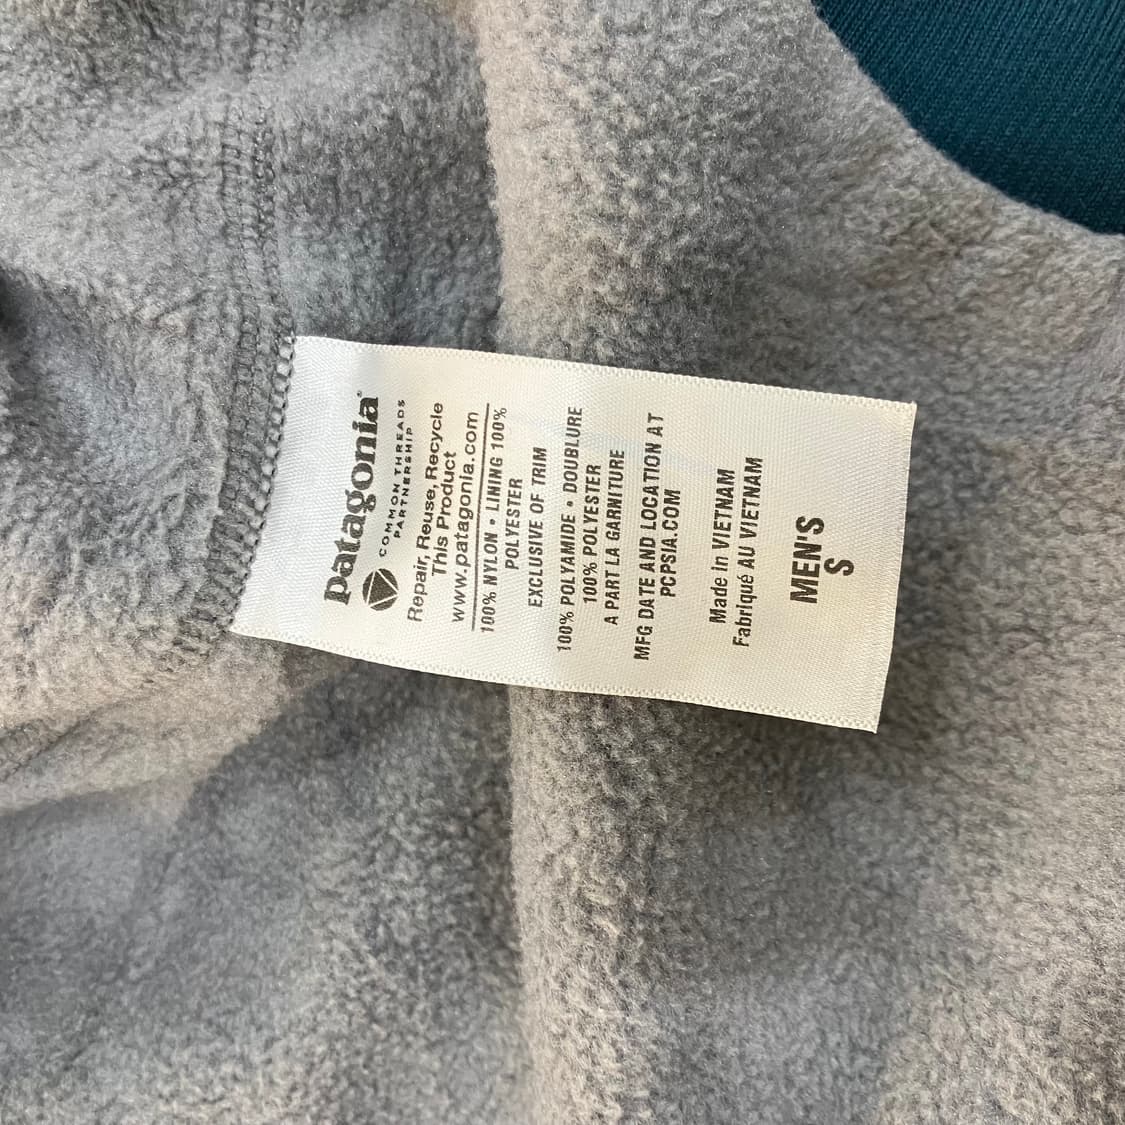 patagonia®
COMMON THREADS
PARTNERSHIP
Repair, Reuse, Recycle
This Product
www.patagonia.com
100% NYLON • LINING 100%
POLYESTER
EXCLUSIVE OF TRIM
100% POLYAMIDE • DOUBLURE
100% POLYESTER
A PART LA GARNITURE
MFG DATE AND LOCATION AT
PCPSIA.COM
Made in VIETNAM
Fabriqué AU VIETNAM
MEN'S
S